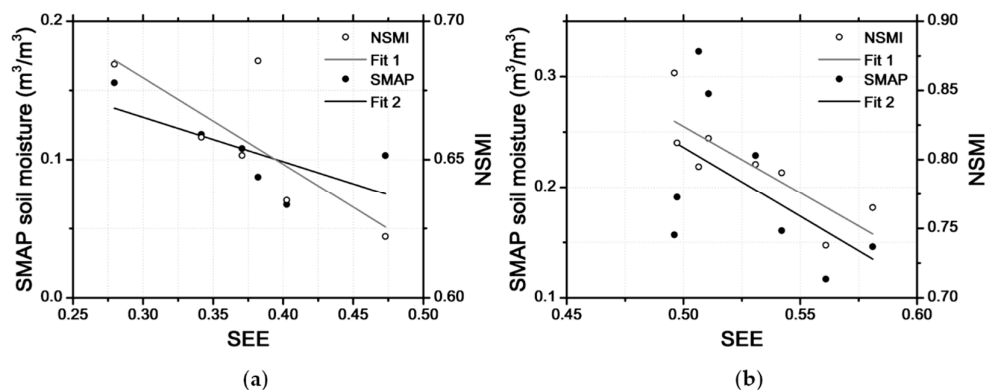 0.2
0.1
0.0
SMAP soil moisture (m³/m³)
0.70
0.65
0.60
NSMI
NSMI
Fit 1
SMAP
Fit 2
0.25 0.30 0.35 0.40 0.45 0.50
SEE
(a)
0.3
0.2
0.1
SMAP soil moisture (m³/m³)
0.90
0.85
0.80
0.75
0.70
NSMI
NSMI
Fit 1
SMAP
Fit 2
0.45 0.50 0.55 0.60
SEE
(b)